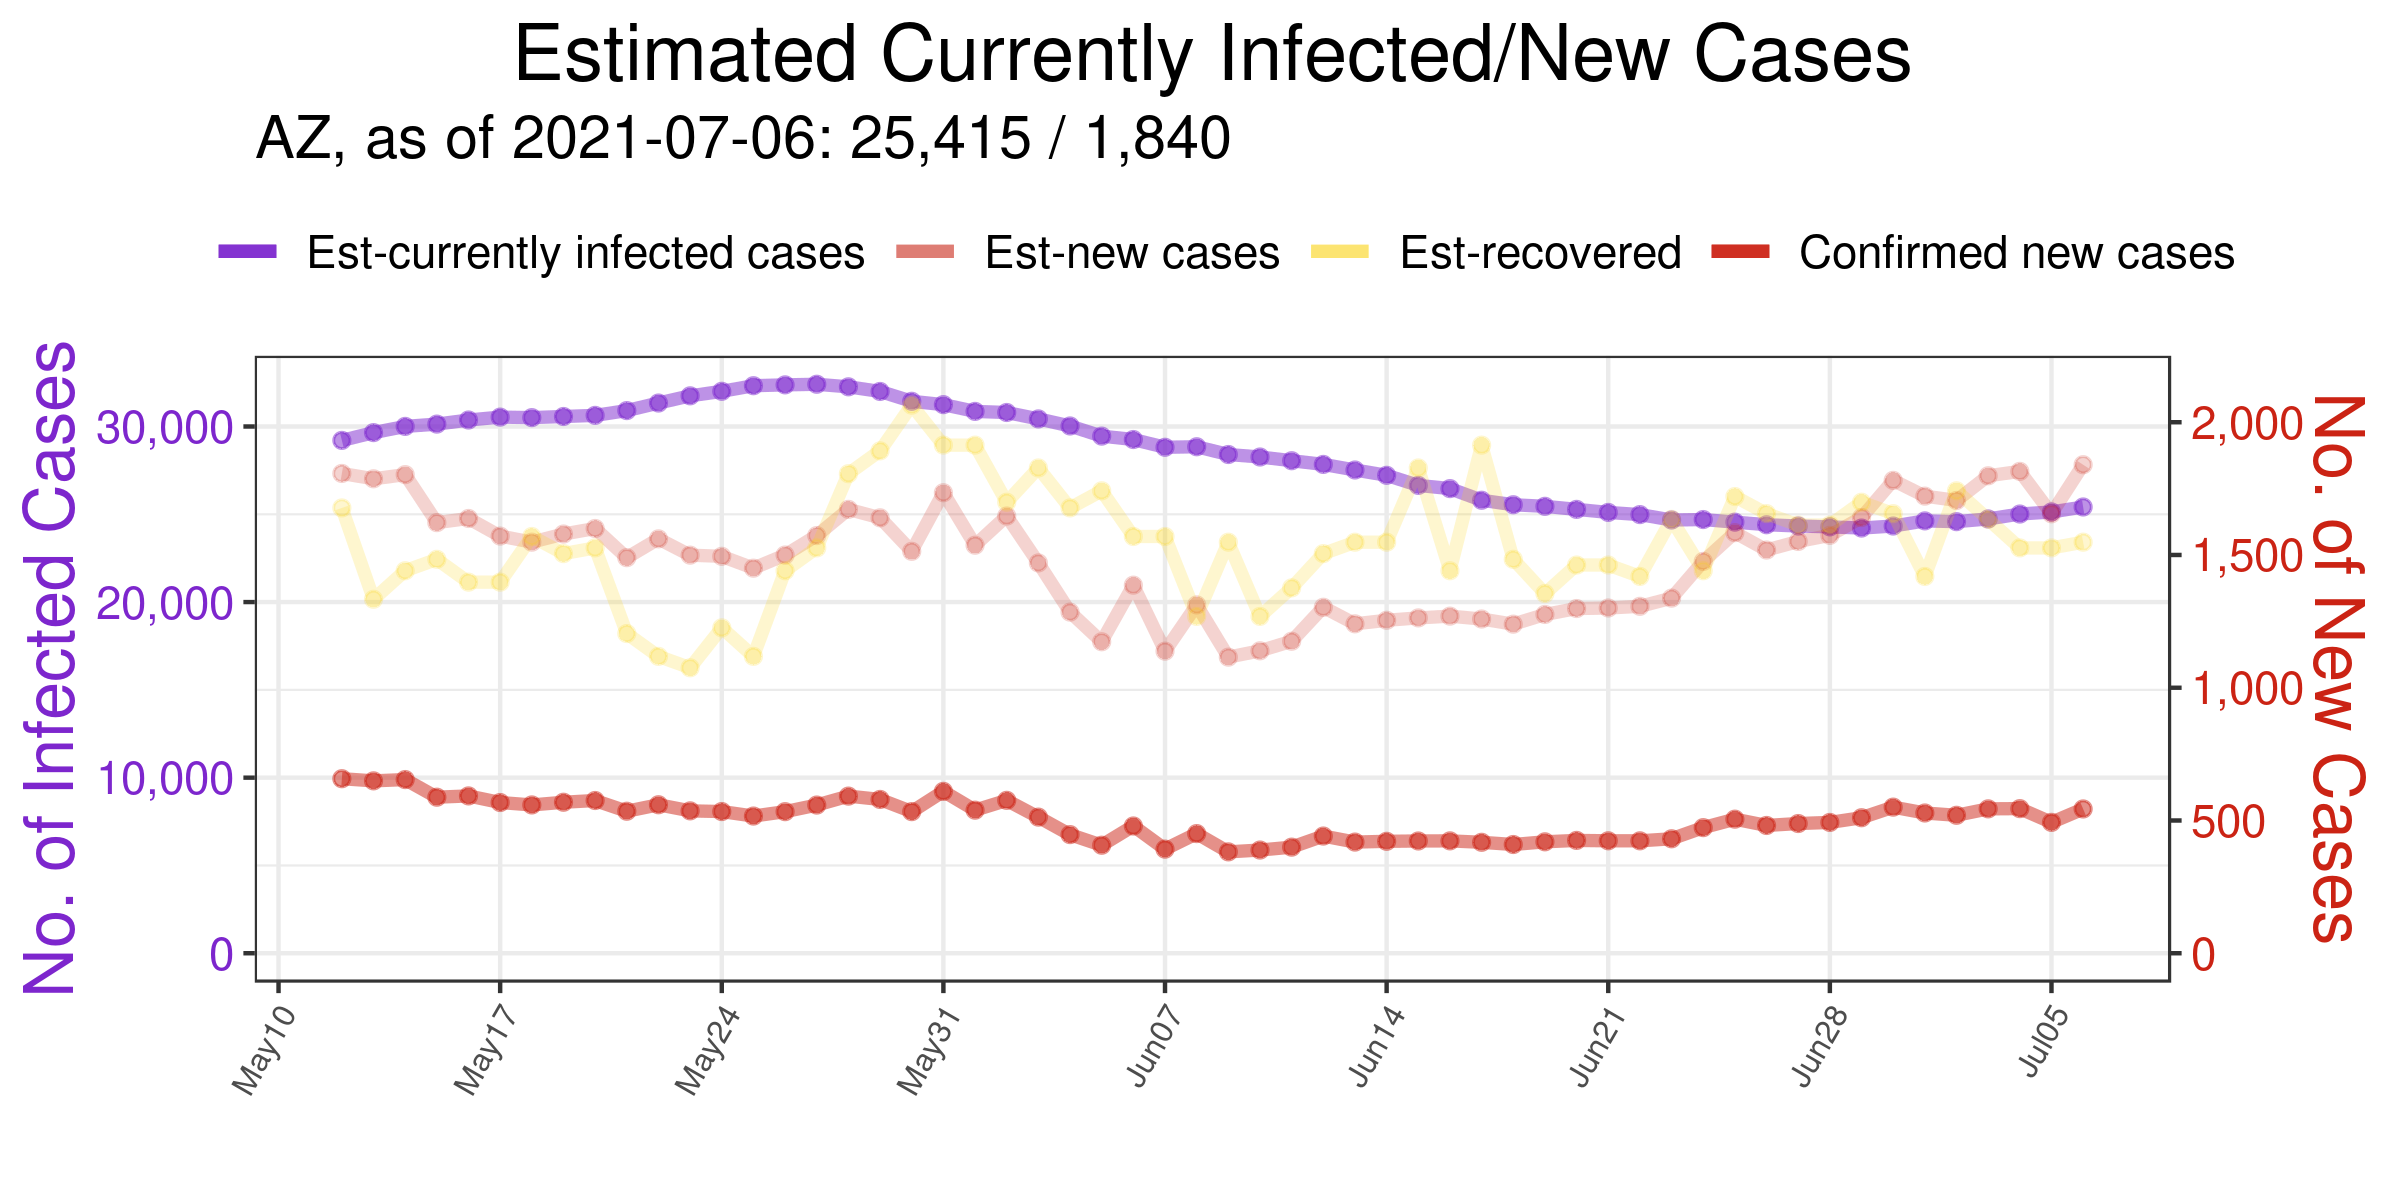 Estimated Currently Infected/New Cases
AZ, as of 2021-07-06: 25,415 / 1,840
Est-currently infected cases Est-new cases Est-recovered Confirmed new cases
No. of Infected Cases
30,000
20,000
10,000
0
2,000
1,500
1,000
500
0
No. of New Cases
May10 May17 May24 May31 Jun07 Jun14 Jun21 Jun28 Jul05